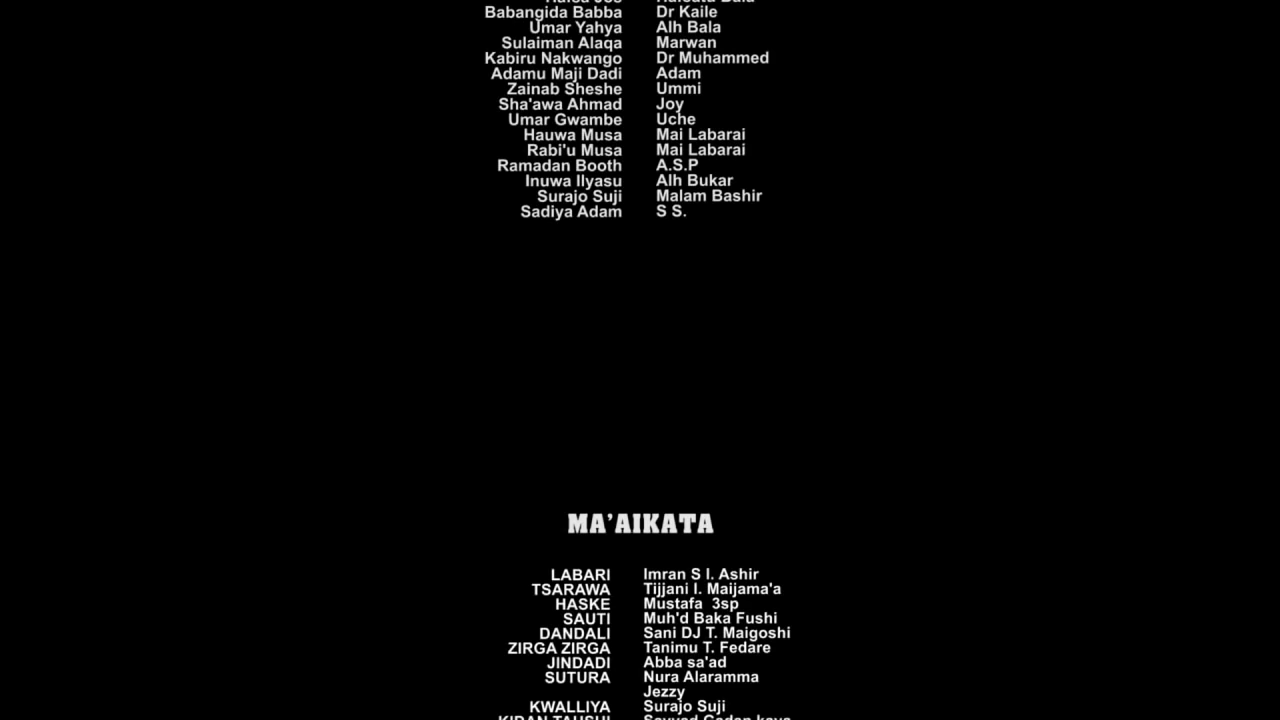 Babangida Babba Dr Kaile
Umar Yahya Alh Bala
Sulaiman Alaqa Marwan
Kabiru Nakwango Dr Muhammed
Adamu Maji Dadi Adam
Zainab Sheshe Ummi
Sha'awa Ahmad Joy
Umar Gwambe Uche
Hauwa Musa Mai Labarai
Rabi'u Musa Mai Labarai
Ramadan Booth A.S.P
Inuwa Ilyasu Alh Bukar
Surajo Suji Malam Bashir
Sadiya Adam S S.
MA'AIKATA
LABARI Imran S I. Ashir
TSARAWA Tijjani I. Maijama'a
HASKE Mustafa 3sp
SAUTI Muh'd Baka Fushi
DANDALI Sani DJ T. Maigoshi
ZIRGA ZIRGA Tanimu T. Fedare
JINDADI Abba sa'ad
SUTURA Nura Alaramma
Jezzy
KWALLIYA Surajo Suji